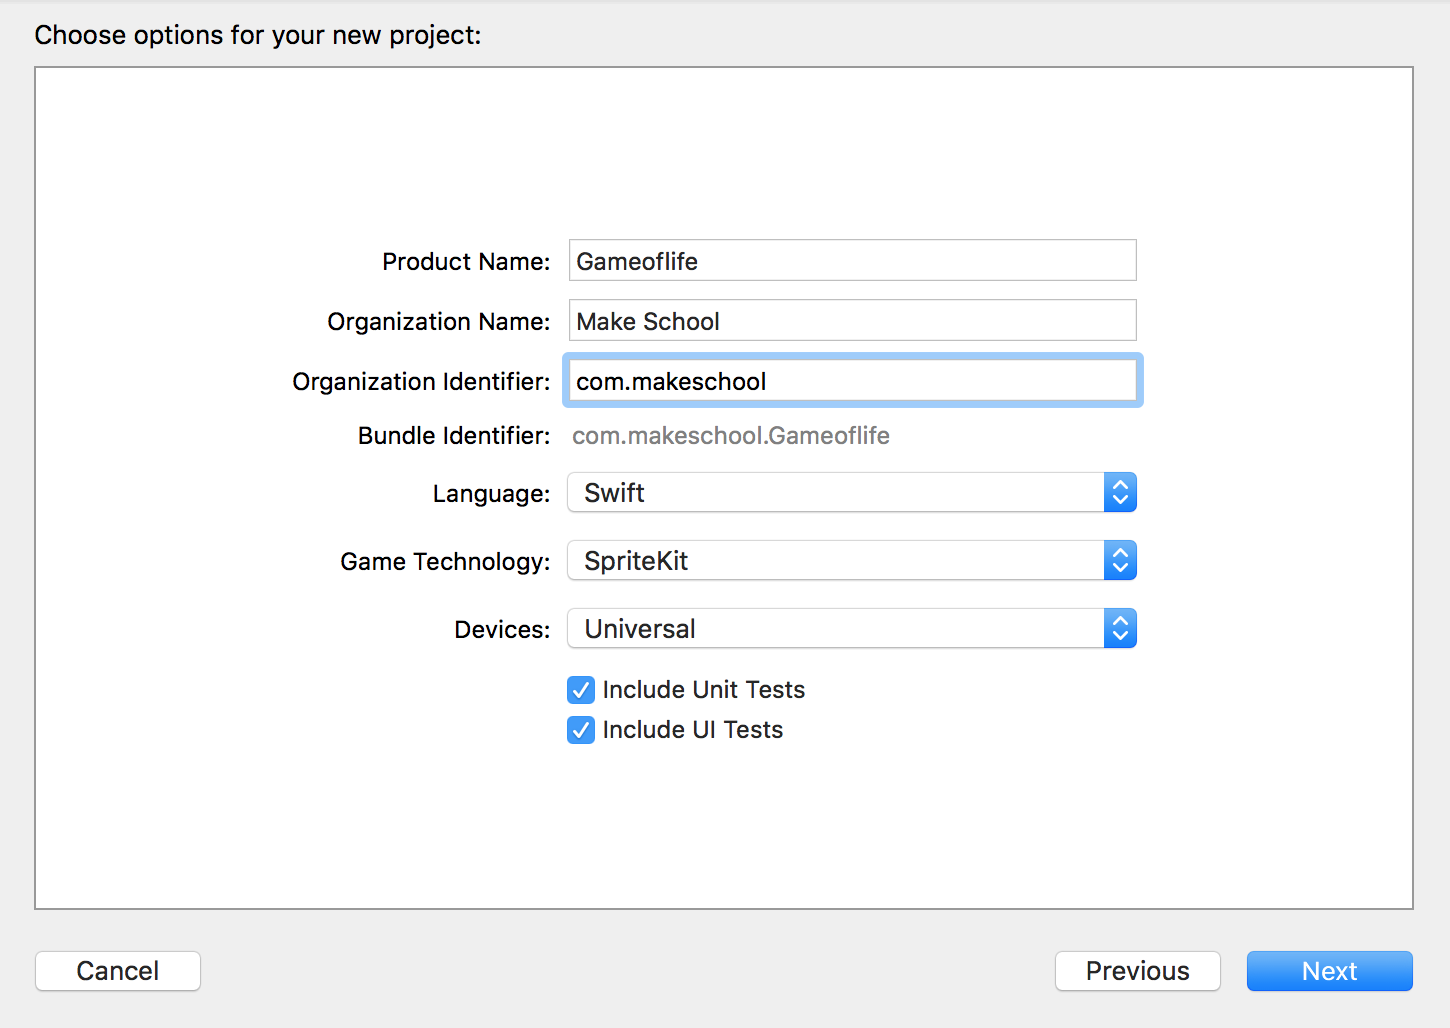 Choose options for your new project:
Product Name: Gameoflife
Organization Name: Make School
Organization Identifier: com.makeschool
Bundle Identifier: com.makeschool.Gameoflife
Language: Swift
Game Technology: SpriteKit
Devices: Universal
Include Unit Tests
Include UI Tests
Cancel Previous Next